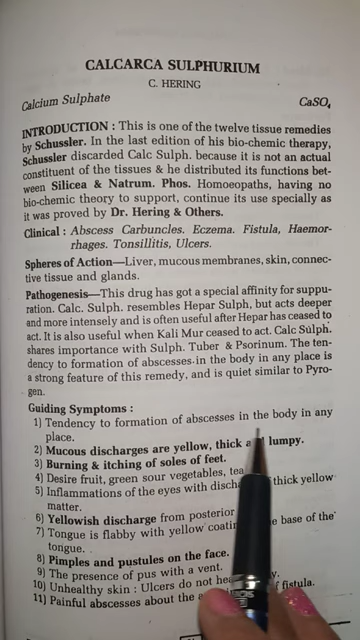 CALCARCA SULPHURIUM
C. HERING
Calcium Sulphate CaSO4
INTRODUCTION : This is one of the twelve tissue remedies
by Schussler. In the last edition of his bio-chemic therapy,
Schussler discarded Calc Sulph. because it is not an actual
constituent of the tissues & he distributed its functions bet-
ween Silicea & Natrum. Phos. Homoeopaths, having no
bio-chemic theory to support, continue its use specially as
it was proved by Dr. Hering & Others.
Clinical : Abscess Carbuncles. Eczema. Fistula, Haemor-
rhages. Tonsillitis, Ulcers.
Spheres of Action—Liver, mucous membranes, skin, connec-
tive tissue and glands.
Pathogenesis—This drug has got a special affinity for suppu-
ration. Calc. Sulph. resembles Hepar Sulph, but acts deeper
and more intensely and is often useful after Hepar has ceased to
act. It is also useful when Kali Mur ceased to act. Calc Sulph.
shares importance with Sulph. Tuber & Psorinum. The ten-
dency to formation of abscesses in the body in any place is
a strong feature of this remedy, and is quiet similar to Pyro-
gen.
Guiding Symptoms :
1) Tendency to formation of abscesses in the body in any
place.
2) Mucous discharges are yellow, thick lumpy.
3) Burning & itching of soles of feet.
4) Desire fruit, green sour vegetables, tea
5) Inflammations of the eyes with thick yellow
matter.
6) Yellowish discharge from posterior
7) Tongue is flabby with yellow base of the
tongue.
8) Pimples and pustules on the face.
9) The presence of pus with a vent.
10) Unhealthy skin : Ulcers do not
11) Painful abscesses about the fistula.